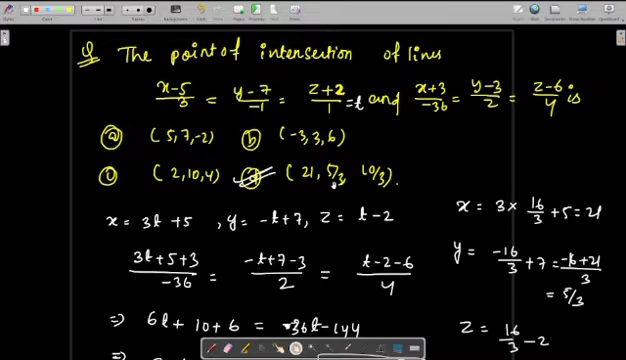 Q The point of intersection of lines
x-5/3 = y-7/-1 = z+2/1 = t and x+3/-36 = y-3/2 = z-6/4 is
(a) (5, 7, -2) (b) (-3, 3, 6)
(c) (2, 10, 4) (d) (21, 5/3, 10/3).
x = 3t+5, y = -t+7, z = t-2
3t+5+3/-36 = -t+7-3/2 = t-2-6/4
⇒ 6t + 10 + 6 = -36t - 144
x = 3 × 16/3 + 5 = 21
y = -16/3 + 7 = -16+21/3
= 5/3
z = 16/3 - 2